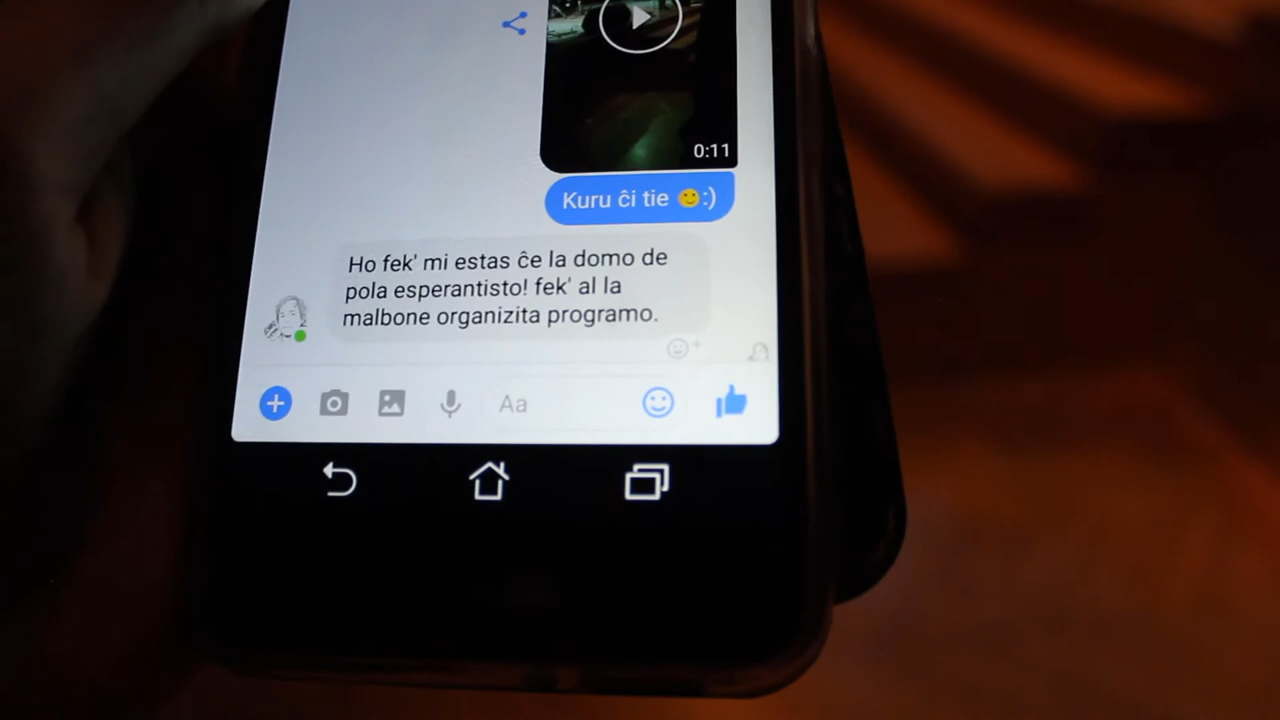 0:11
Kuru ĉi tie 🙂:)
Ho fek' mi estas ĉe la domo de
pola esperantisto! fek' al la
malbone organizita programo.
Aa